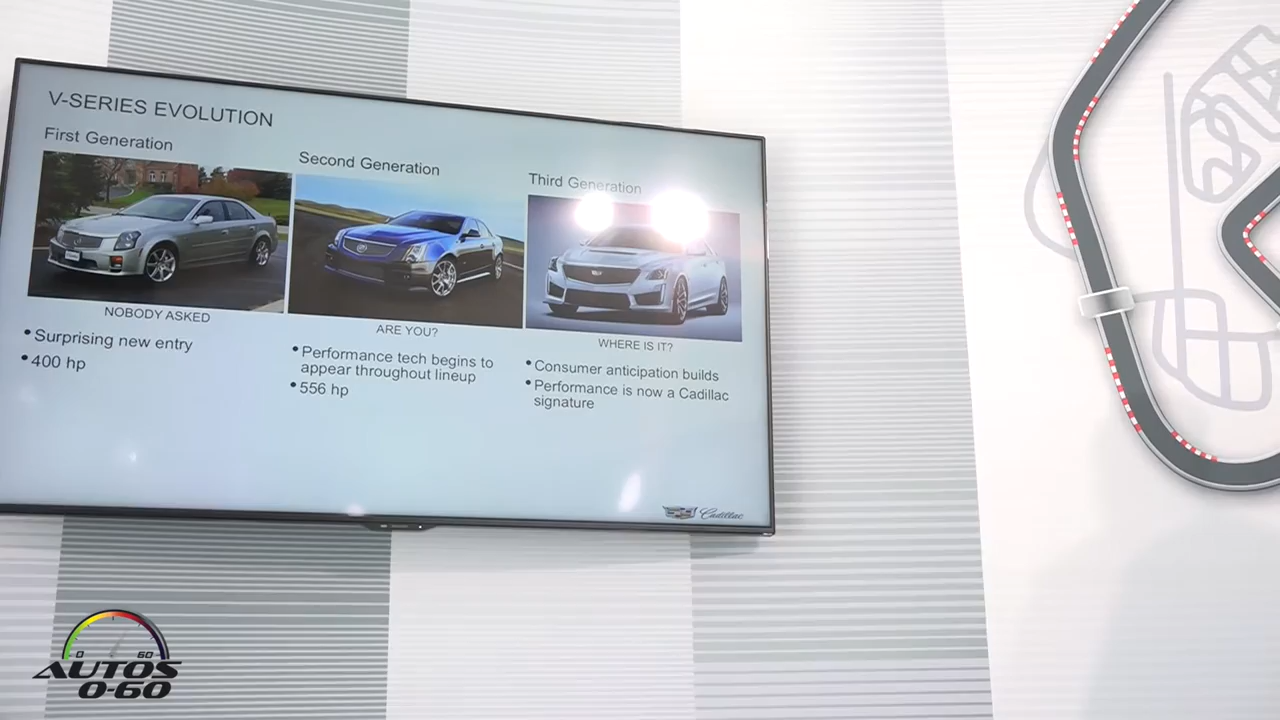 V-SERIES EVOLUTION
First Generation
NOBODY ASKED
• Surprising new entry
• 400 hp
Second Generation
ARE YOU?
• Performance tech begins to
appear throughout lineup
• 556 hp
Third Generation
WHERE IS IT?
• Consumer anticipation builds
• Performance is now a Cadillac
signature
Cadillac
0 60
AUTOS
0-60